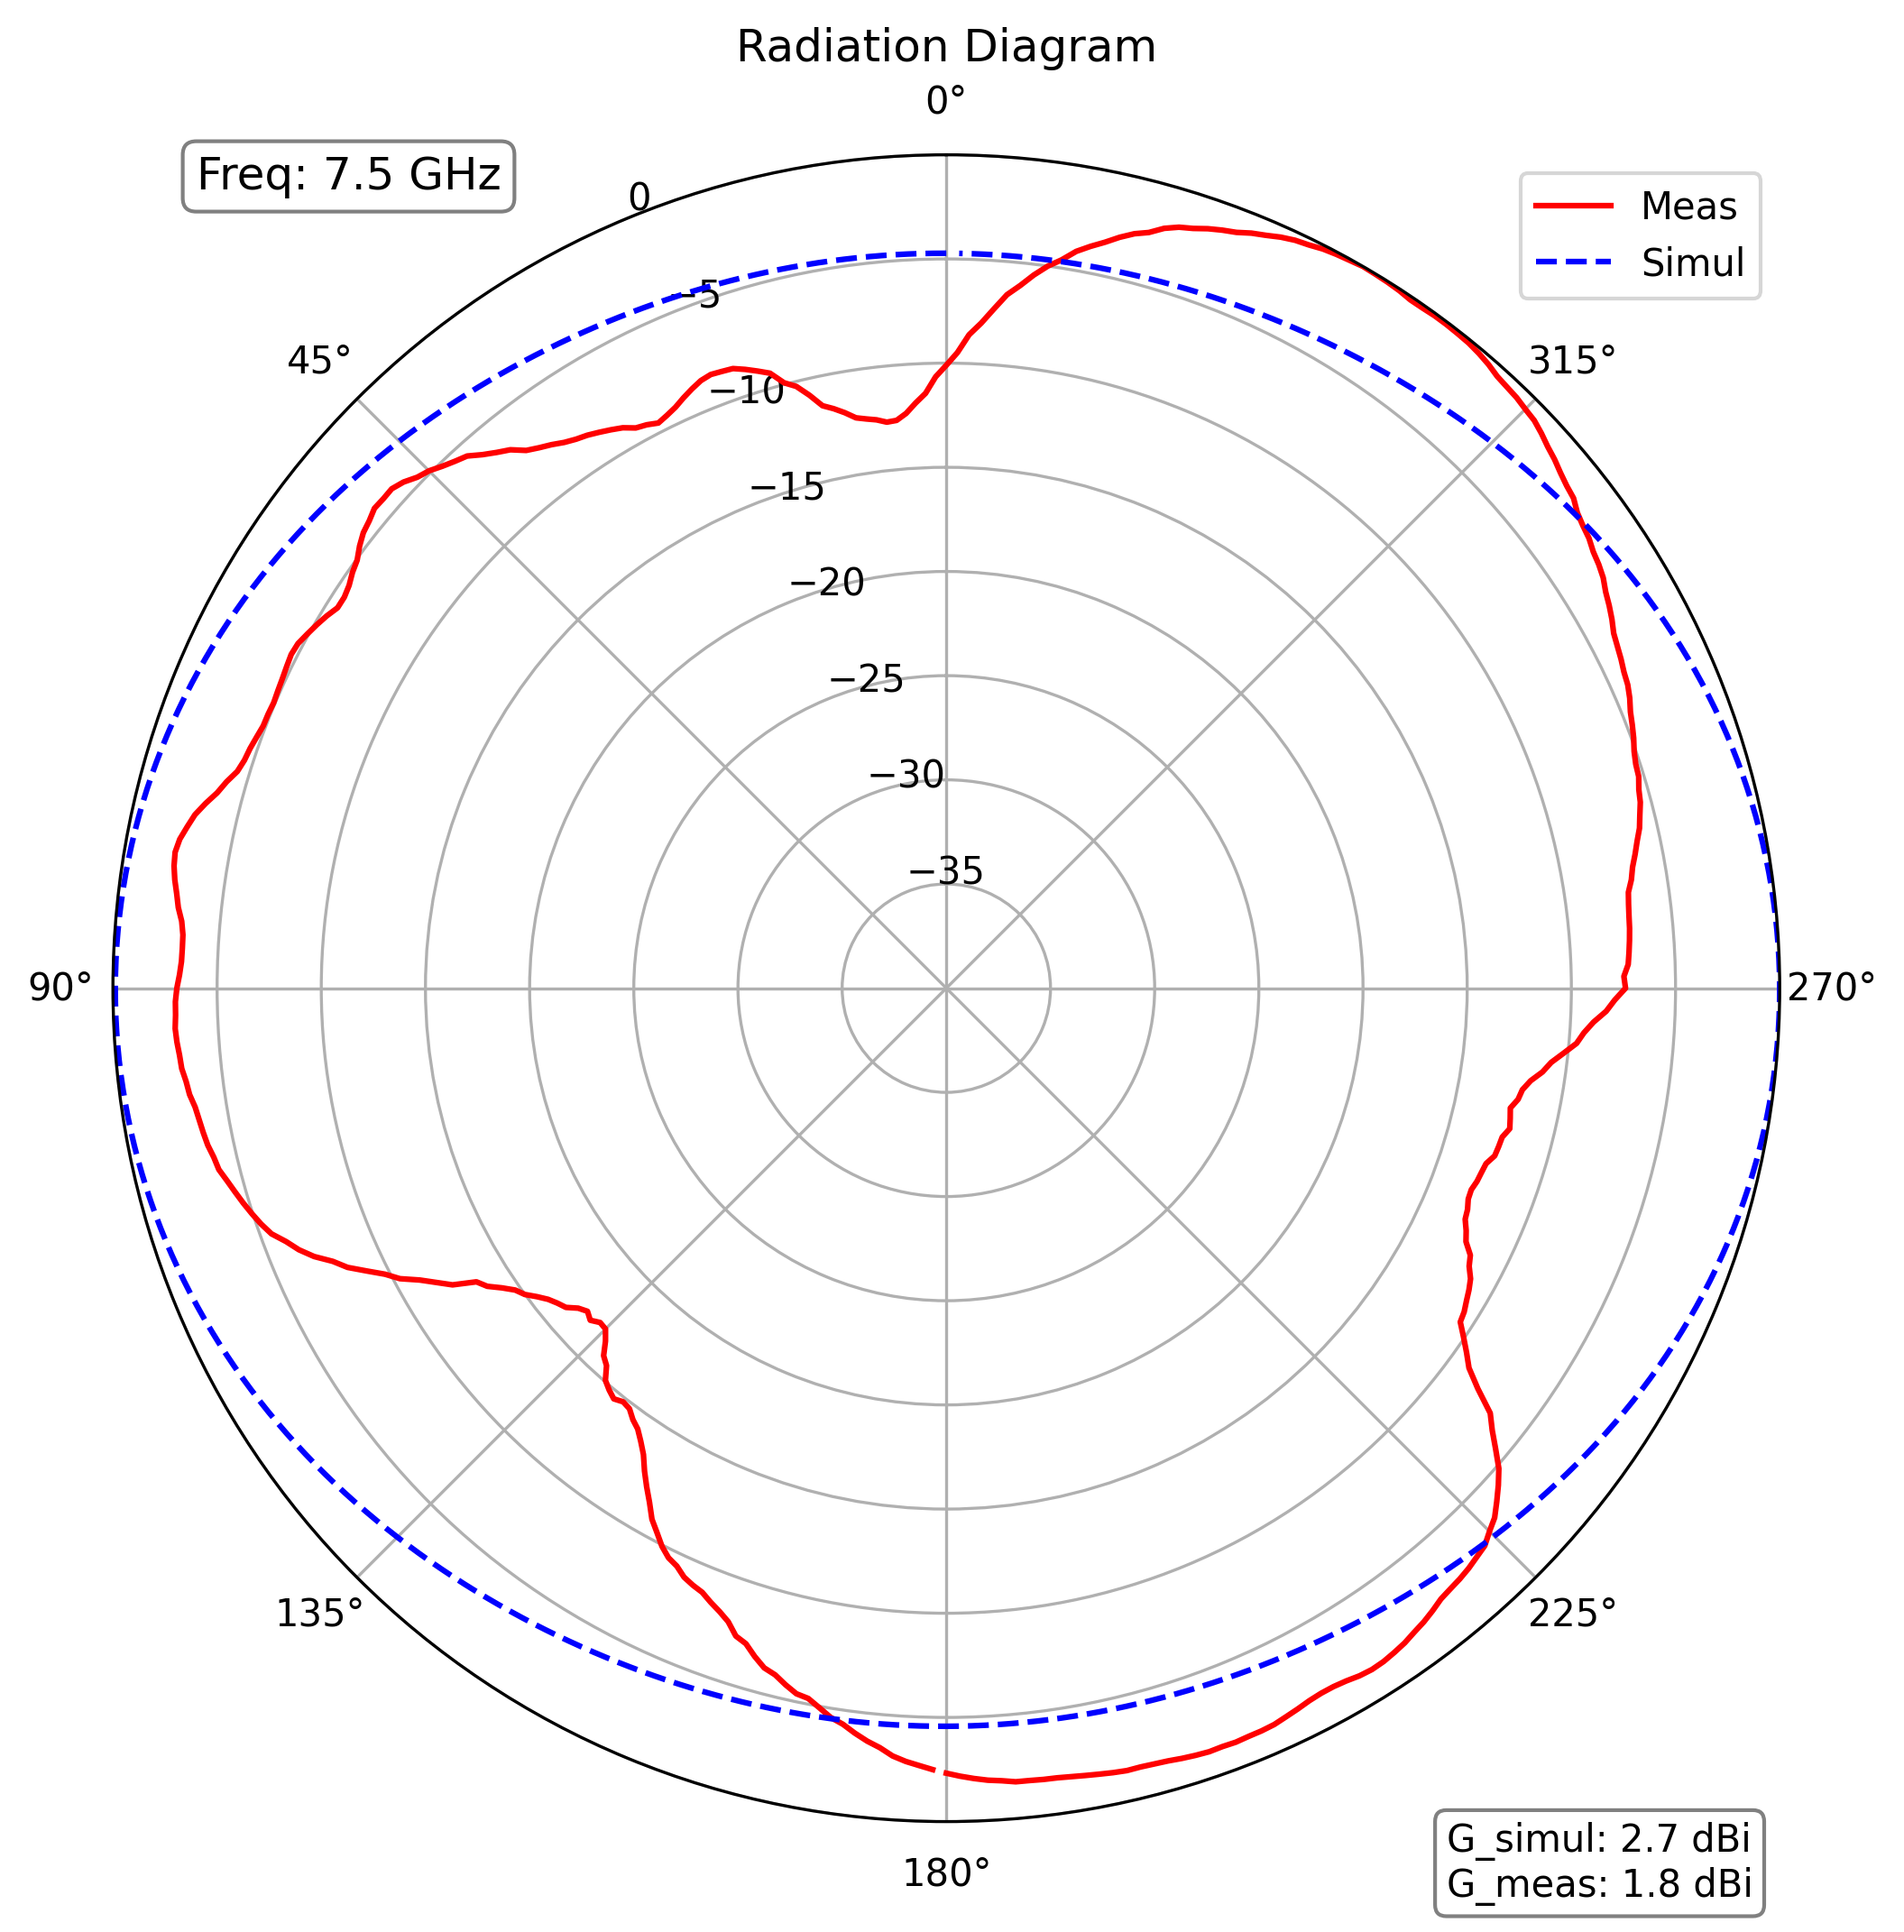 Radiation Diagram
0°
Freq: 7.5 GHz
0
Meas
Simul
−5
45°
315°
−10
−15
−20
−25
−30
−35
90°
270°
135°
225°
180°
G_simul: 2.7 dBi
G_meas: 1.8 dBi